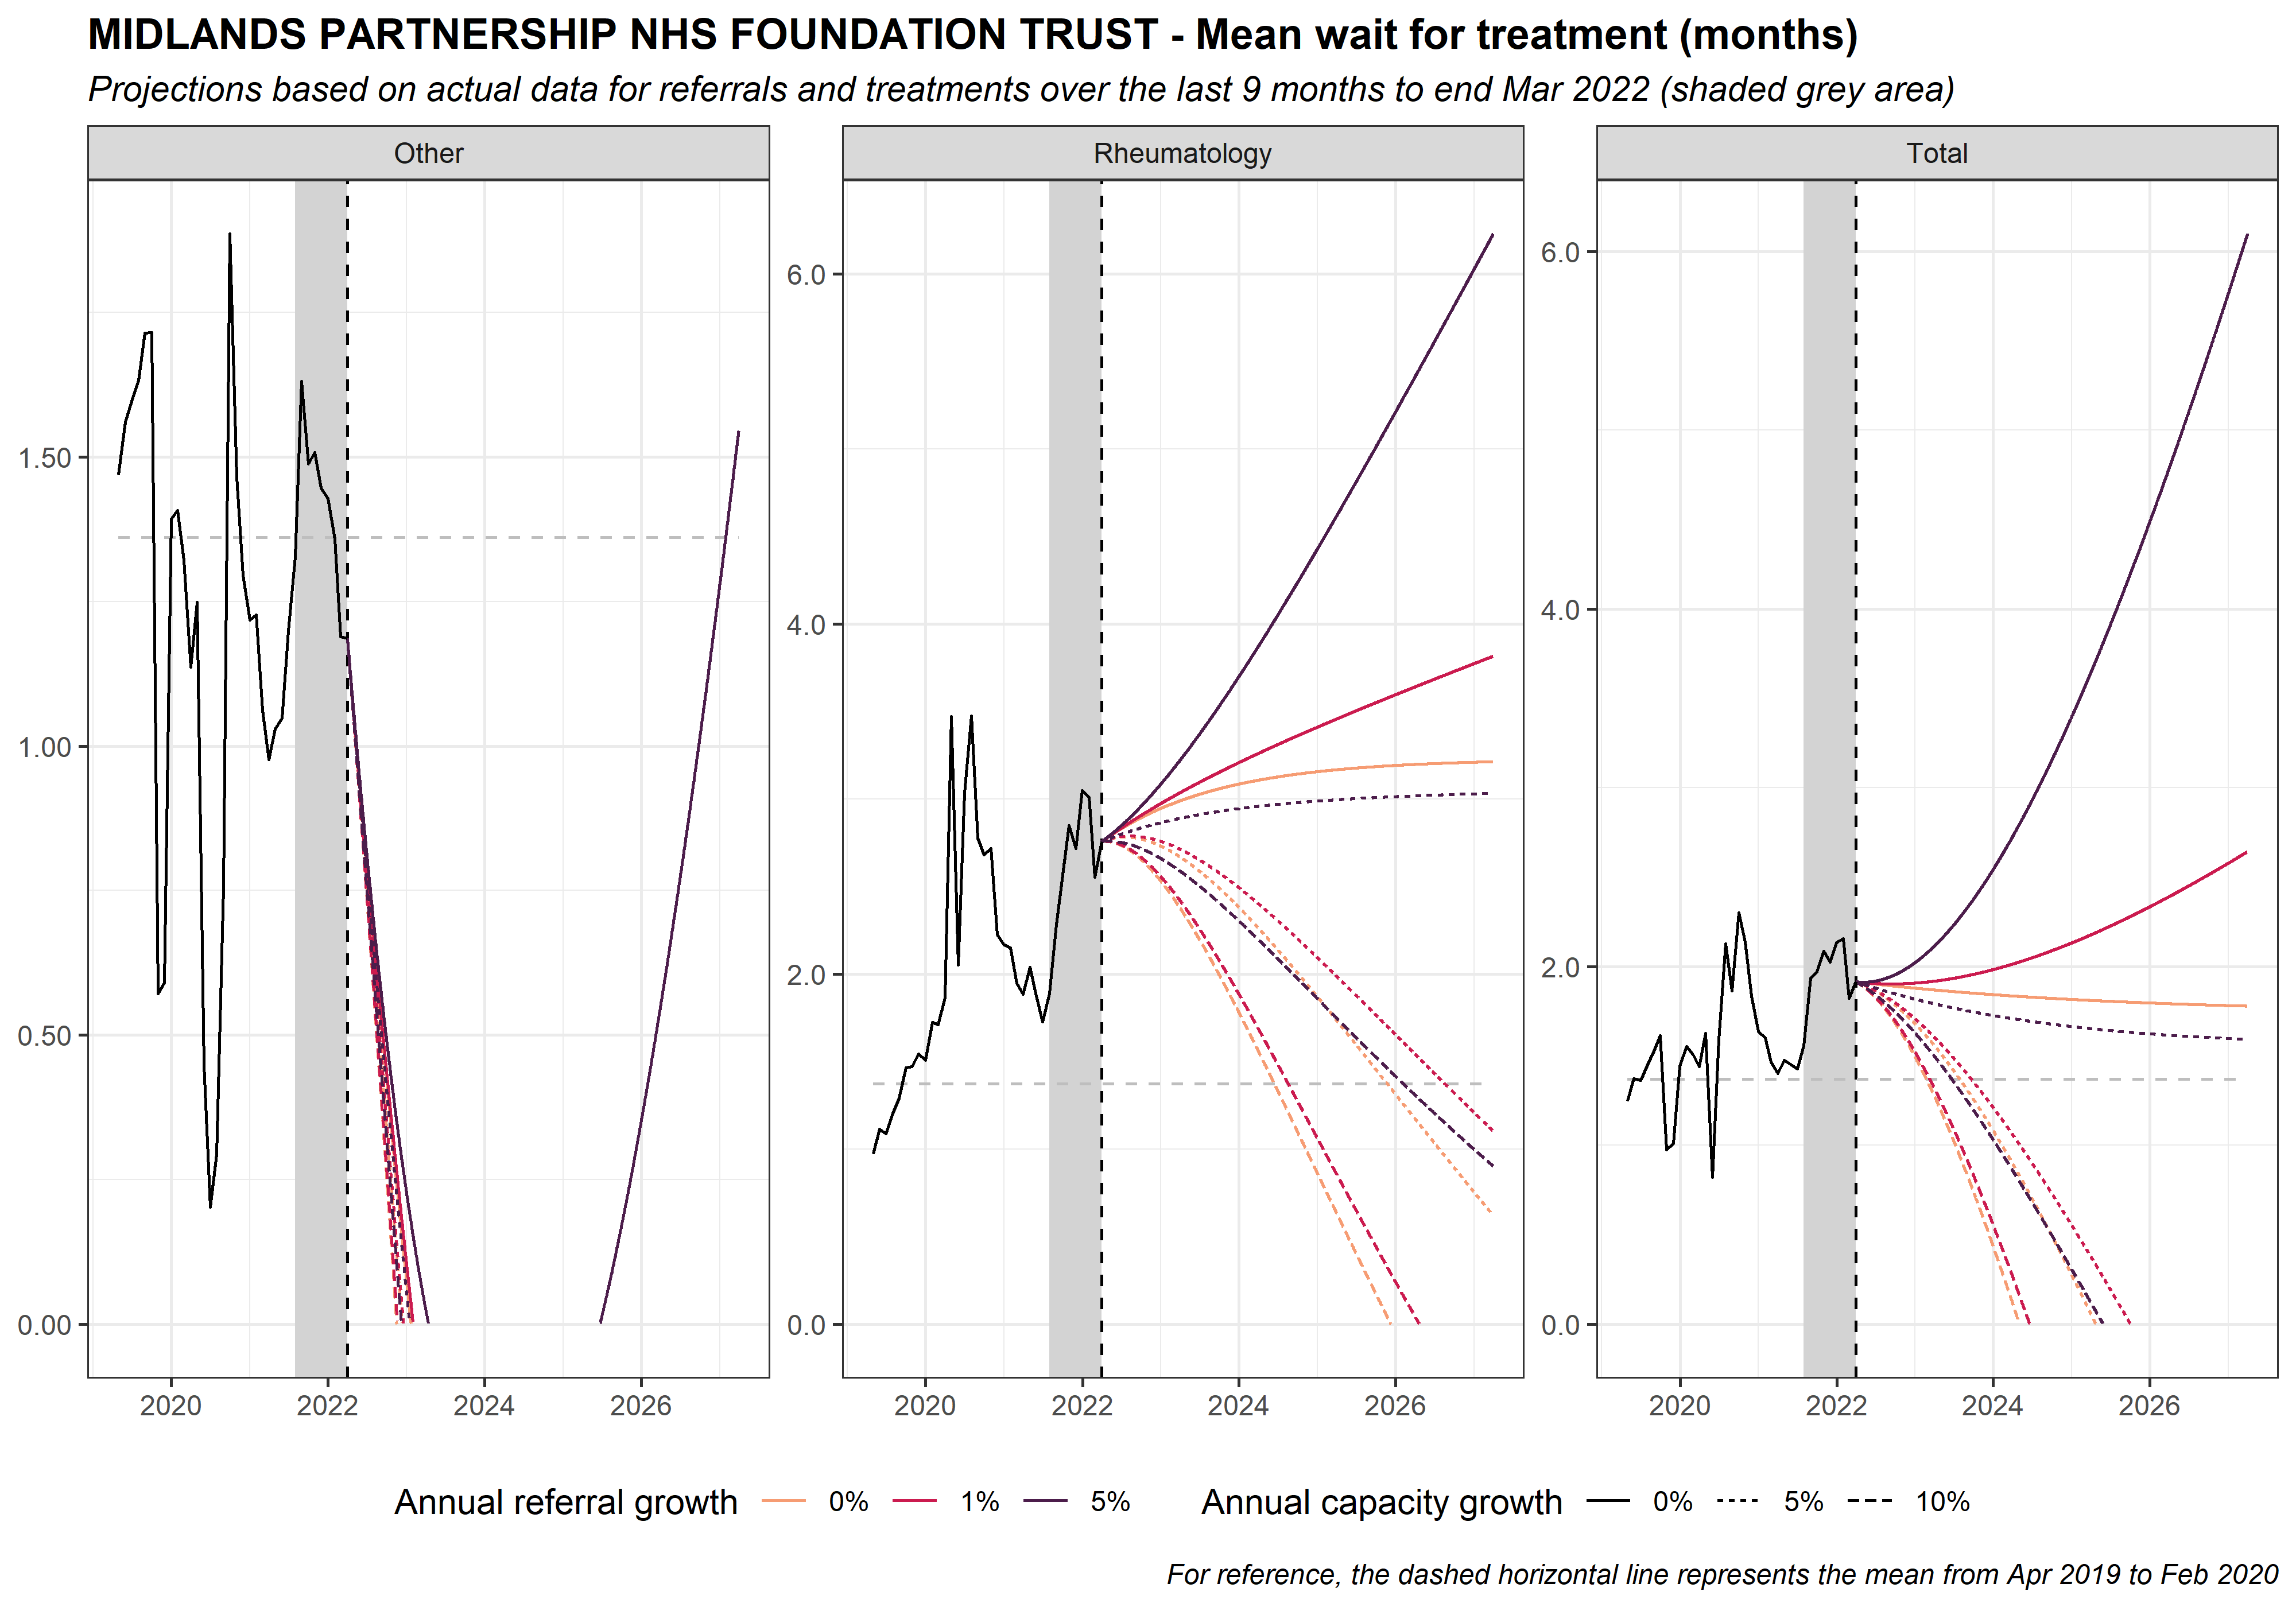 MIDLANDS PARTNERSHIP NHS FOUNDATION TRUST - Mean wait for treatment (months)
Projections based on actual data for referrals and treatments over the last 9 months to end Mar 2022 (shaded grey area)
Other
Rheumatology
Total
1.50
1.00
0.50
0.00
6.0
4.0
2.0
0.0
6.0
4.0
2.0
0.0
2020 2022 2024 2026
2020 2022 2024 2026
2020 2022 2024 2026
Annual referral growth 0% 1% 5%
Annual capacity growth 0% 5% 10%
For reference, the dashed horizontal line represents the mean from Apr 2019 to Feb 2020